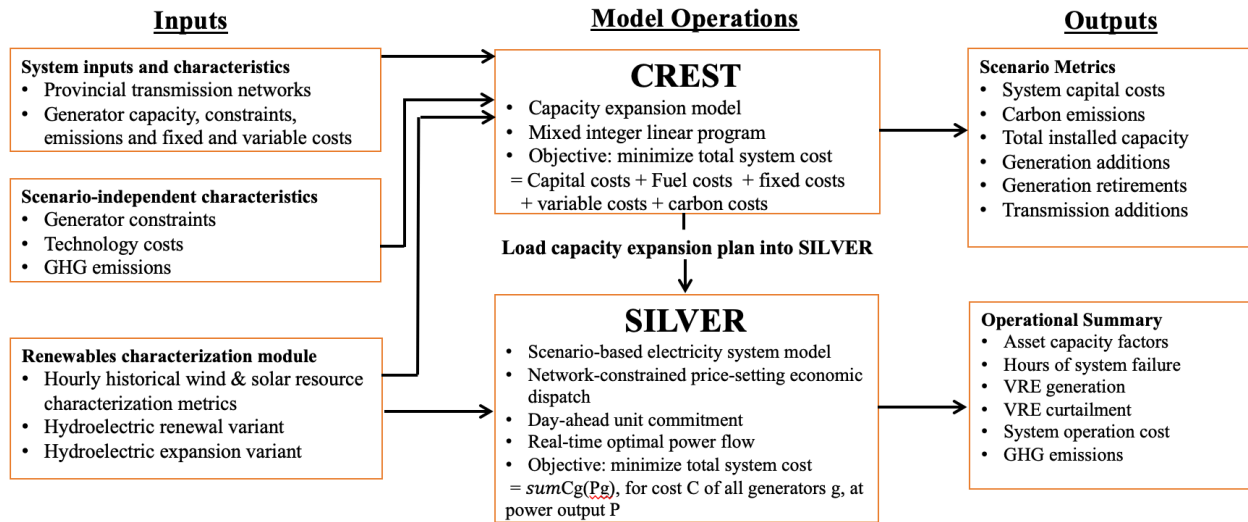 Inputs
Model Operations
Outputs
System inputs and characteristics
• Provincial transmission networks
• Generator capacity, constraints,
emissions and fixed and variable costs
Scenario-independent characteristics
• Generator constraints
• Technology costs
• GHG emissions
Renewables characterization module
• Hourly historical wind & solar resource
characterization metrics
• Hydroelectric renewal variant
• Hydroelectric expansion variant
CREST
• Capacity expansion model
• Mixed integer linear program
• Objective: minimize total system cost
= Capital costs + Fuel costs + fixed costs
+ variable costs + carbon costs
Load capacity expansion plan into SILVER
SILVER
• Scenario-based electricity system model
• Network-constrained price-setting economic
dispatch
• Day-ahead unit commitment
• Real-time optimal power flow
• Objective: minimize total system cost
= sumCg(Pg), for cost C of all generators g, at
power output P
Scenario Metrics
• System capital costs
• Carbon emissions
• Total installed capacity
• Generation additions
• Generation retirements
• Transmission additions
Operational Summary
• Asset capacity factors
• Hours of system failure
• VRE generation
• VRE curtailment
• System operation cost
• GHG emissions